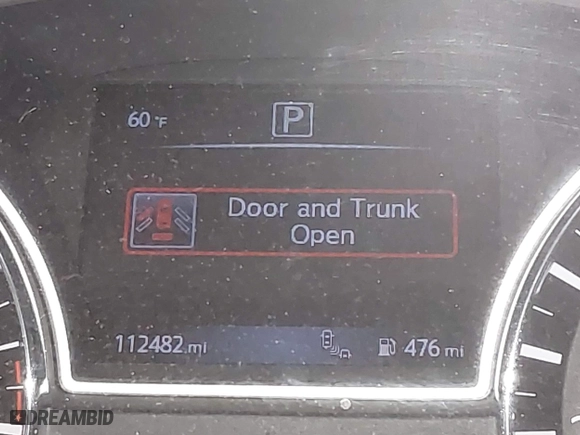 60 °F
P
Door and Trunk
Open
112482 mi
476 mi
DREAMBID